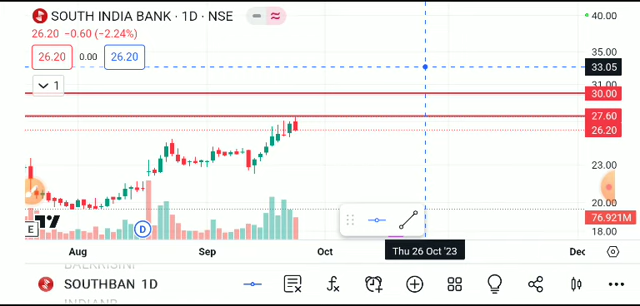 SOUTH INDIA BANK · 1D · NSE
26.20 −0.60 (−2.24%)
26.20 0.00 26.20
1
40.00
35.00
33.05
31.00
30.00
27.60
26.20
23.00
20.00
76.921M
18.00
E
D
Aug Sep Oct Thu 26 Oct '23 Dec
SOUTHBAN 1D